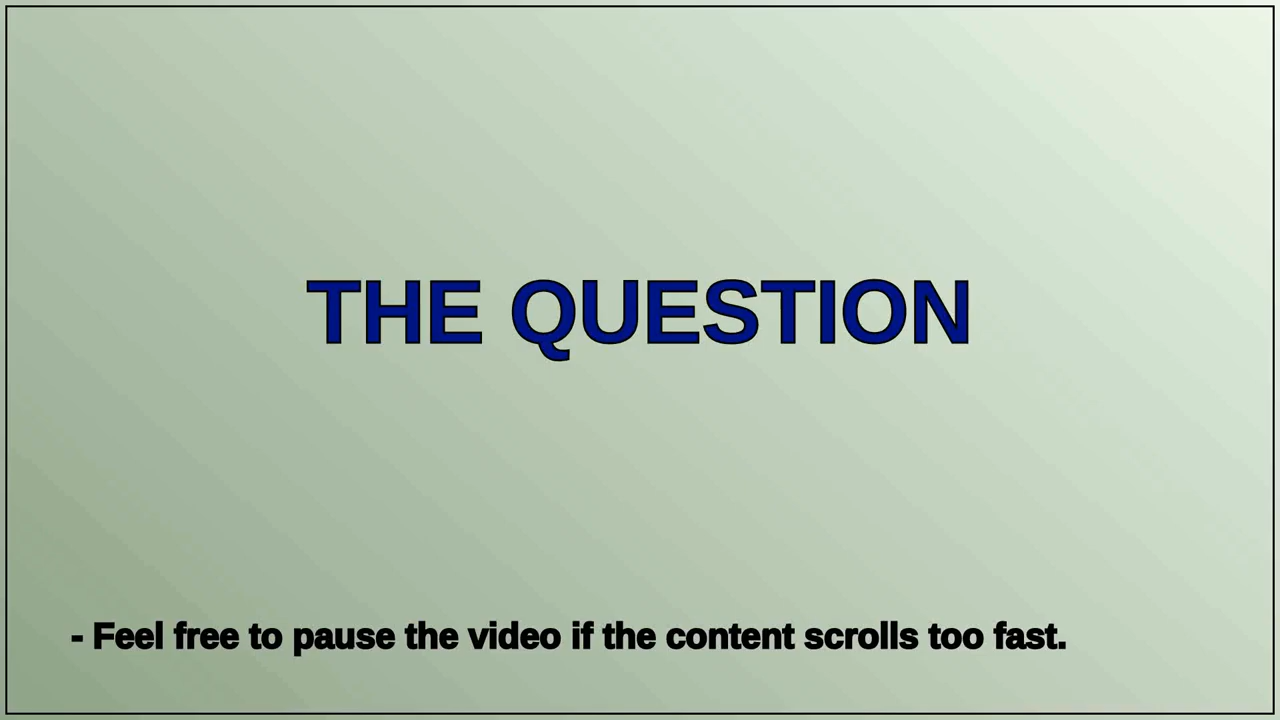 THE QUESTION
- Feel free to pause the video if the content scrolls too fast.